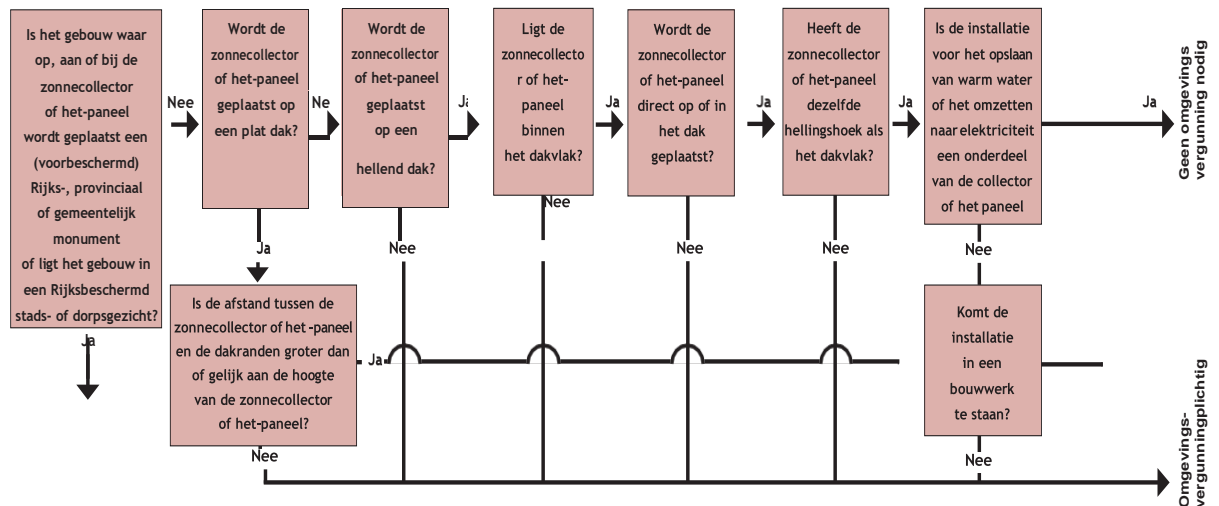 Is het gebouw waar
op, aan of bij de
zonnecollector
of het-paneel
wordt geplaatst een
(voorbeschermd)
Rijks-, provinciaal
of gemeentelijk
monument
of ligt het gebouw in
een Rijksbeschermd
stads- of dorpsgezicht?
Ja
Nee
Wordt de
zonnecollector
of het-paneel
geplaatst op
een plat dak?
Ja
Ne
Wordt de
zonnecollector
of het-paneel
geplaatst
op een
hellend dak?
Nee
Ja
Ligt de
zonnecollecto
r of het-
paneel
binnen
het dakvlak?
Nee
Ja
Wordt de
zonnecollector
of het-paneel
direct op of in
het dak
geplaatst?
Nee
Ja
Heeft de
zonnecollector
of het-paneel
dezelfde
hellingshoek als
het dakvlak?
Nee
Ja
Is de installatie
voor het opslaan
van warm water
of het omzetten
naar elektriciteit
een onderdeel
van de collector
of het paneel
Nee
Ja
Geen omgevings
vergunning nodig
Is de afstand tussen de
zonnecollector of het -paneel
en de dakranden groter dan
of gelijk aan de hoogte
van de zonnecollector
of het-paneel?
Ja
Nee
Komt de
installatie
in een
bouwwerk
te staan?
Nee
Omgevings-
vergunningplichtig